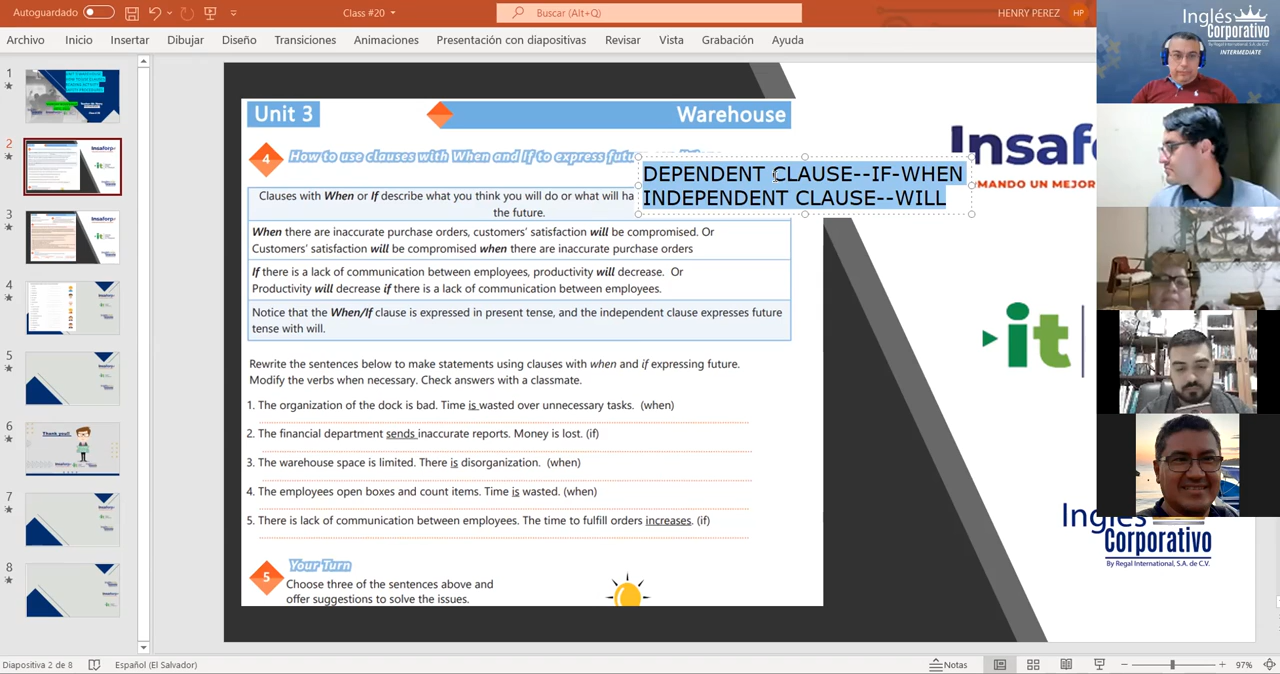 Autoguardado
Class #20
Buscar (Alt+Q)
HENRY PEREZ
HP
Archivo
Inicio
Insertar
Dibujar
Diseño
Transiciones
Animaciones
Presentación con diapositivas
Revisar
Vista
Grabación
Ayuda
Inglés
Corporativo
By Regal International, S.A. de C.V.
INTERMEDIATE
1
2
3
4
5
6
Thank you!!
7
8
Unit 3
Warehouse
4
How to use clauses with When and If to express futu
DEPENDENT CLAUSE--IF-WHEN
INDEPENDENT CLAUSE--WILL
Clauses with When or If describe what you think you will do or what will ha
the future.
When there are inaccurate purchase orders, customers' satisfaction will be compromised. Or
Customers' satisfaction will be compromised when there are inaccurate purchase orders
If there is a lack of communication between employees, productivity will decrease. Or
Productivity will decrease if there is a lack of communication between employees.
Notice that the When/If clause is expressed in present tense, and the independent clause expresses future
tense with will.
Rewrite the sentences below to make statements using clauses with when and if expressing future.
Modify the verbs when necessary. Check answers with a classmate.
1. The organization of the dock is bad. Time is wasted over unnecessary tasks. (when)
2. The financial department sends inaccurate reports. Money is lost. (if)
3. The warehouse space is limited. There is disorganization. (when)
4. The employees open boxes and count items. Time is wasted. (when)
5. There is lack of communication between employees. The time to fulfill orders increases. (if)
5
Your Turn
Choose three of the sentences above and
offer suggestions to solve the issues.
Insafo
MANDO UN MEJOR
it
Inglés
Corporativo
By Regal International, S.A. de C.V.
Diapositiva 2 de 8
Español (El Salvador)
Notas
97%